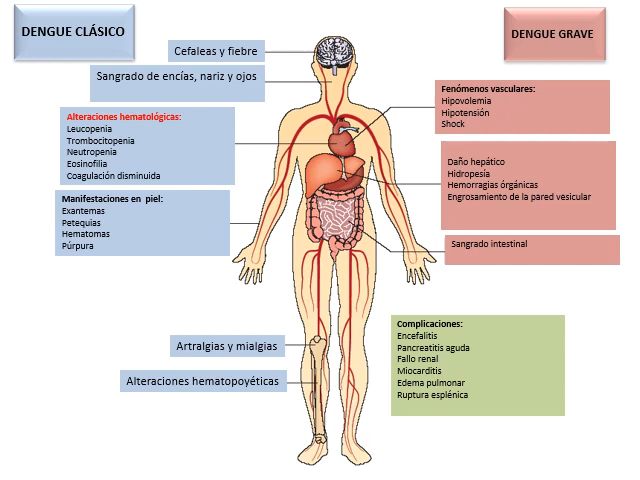 DENGUE CLÁSICO
DENGUE GRAVE
Cefaleas y fiebre
Sangrado de encías, nariz y ojos
Alteraciones hematológicas:
Leucopenia
Trombocitopenia
Neutropenia
Eosinofilia
Coagulación disminuida
Manifestaciones en piel:
Exantemas
Petequias
Hematomas
Púrpura
Artralgias y mialgias
Alteraciones hematopoyéticas
Fenómenos vasculares:
Hipovolemia
Hipotensión
Shock
Daño hepático
Hidropesía
Hemorragias órgánicas
Engrosamiento de la pared vesicular
Sangrado intestinal
Complicaciones:
Encefalitis
Pancreatitis aguda
Fallo renal
Miocarditis
Edema pulmonar
Ruptura esplénica